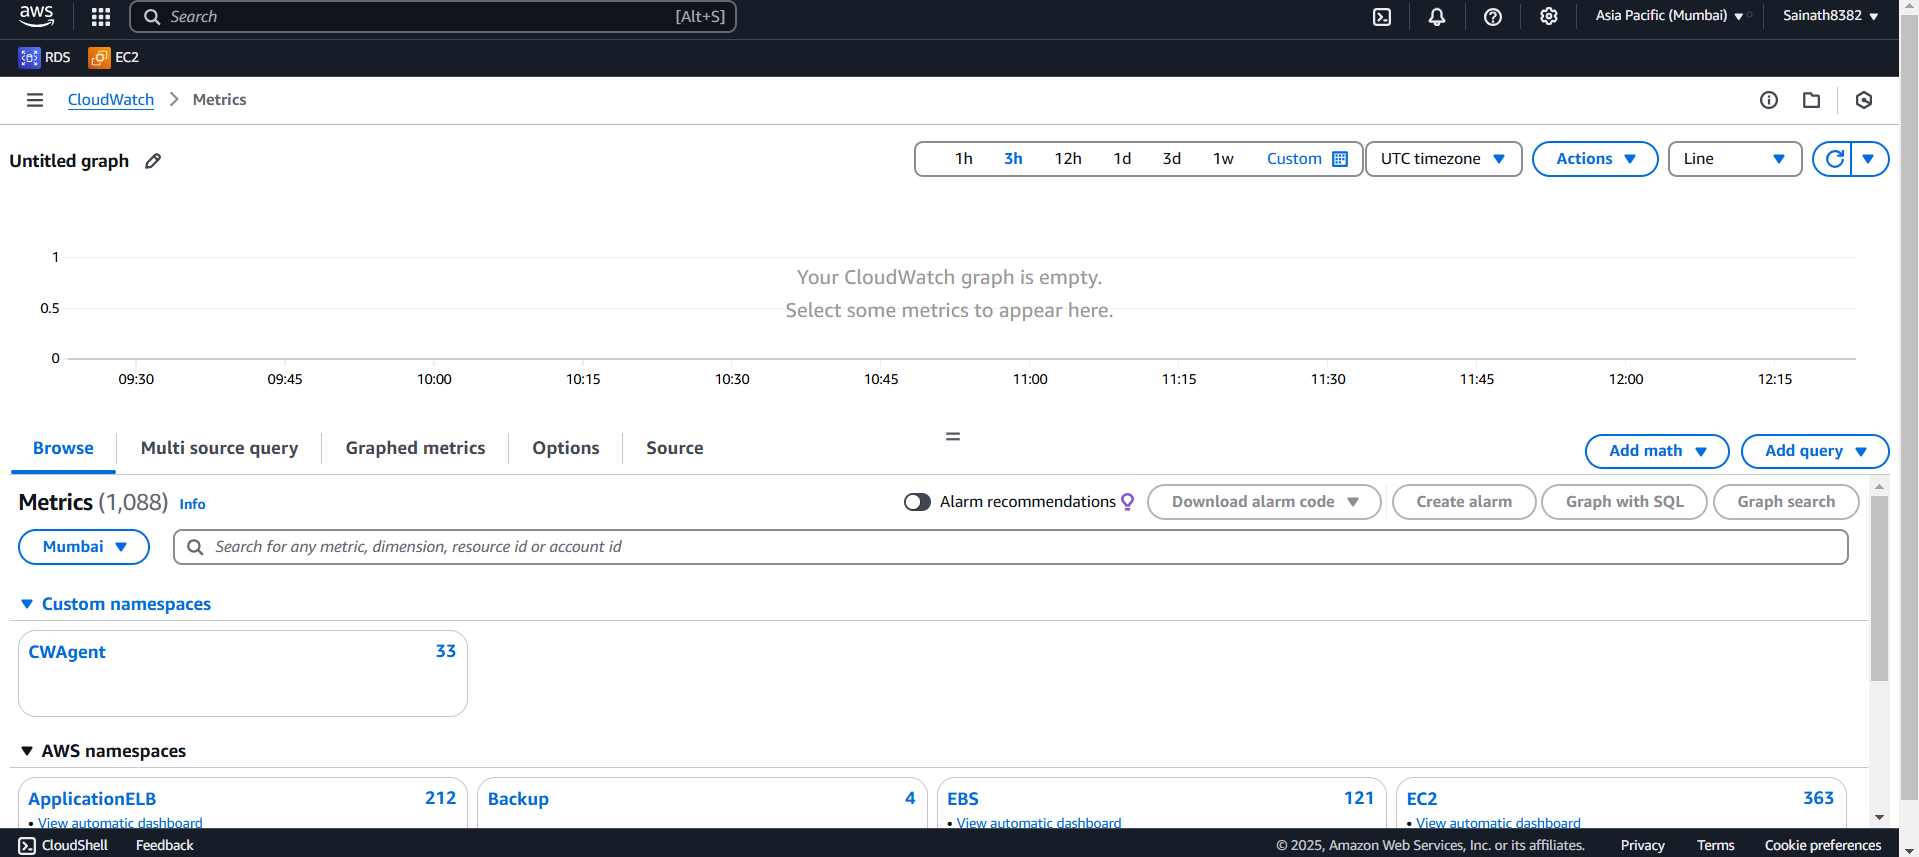 aws
Search [Alt+S]
Asia Pacific (Mumbai)
Sainath8382
RDS
EC2
CloudWatch
Metrics
Untitled graph
1h 3h 12h 1d 3d 1w Custom
UTC timezone
Actions
Line
Your CloudWatch graph is empty.
Select some metrics to appear here.
1
0.5
0
09:30 09:45 10:00 10:15 10:30 10:45 11:00 11:15 11:30 11:45 12:00 12:15
Browse
Multi source query
Graphed metrics
Options
Source
Add math
Add query
Metrics (1,088) Info
Alarm recommendations
Download alarm code
Create alarm
Graph with SQL
Graph search
Mumbai
Search for any metric, dimension, resource id or account id
Custom namespaces
CWAgent 33
AWS namespaces
ApplicationELB 212
• View automatic dashboard
Backup 4
EBS 121
• View automatic dashboard
EC2 363
• View automatic dashboard
CloudShell
Feedback
© 2025, Amazon Web Services, Inc. or its affiliates.
Privacy
Terms
Cookie preferences